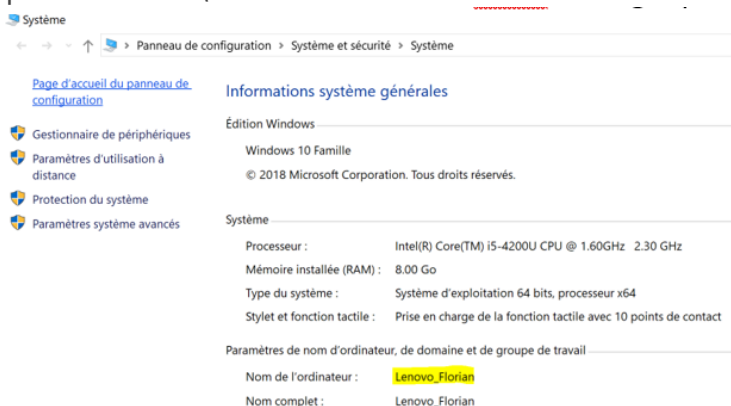 Système
Panneau de configuration > Système et sécurité > Système
Page d'accueil du panneau de configuration
Informations système générales
Édition Windows
Gestionnaire de périphériques
Windows 10 Famille
Paramètres d'utilisation à distance
© 2018 Microsoft Corporation. Tous droits réservés.
Protection du système
Paramètres système avancés
Système
Processeur : Intel(R) Core(TM) i5-4200U CPU @ 1.60GHz 2.30 GHz
Mémoire installée (RAM) : 8.00 Go
Type du système : Système d'exploitation 64 bits, processeur x64
Stylet et fonction tactile : Prise en charge de la fonction tactile avec 10 points de contact
Paramètres de nom d'ordinateur, de domaine et de groupe de travail
Nom de l'ordinateur : Lenovo_Florian
Nom complet : Lenovo_Florian